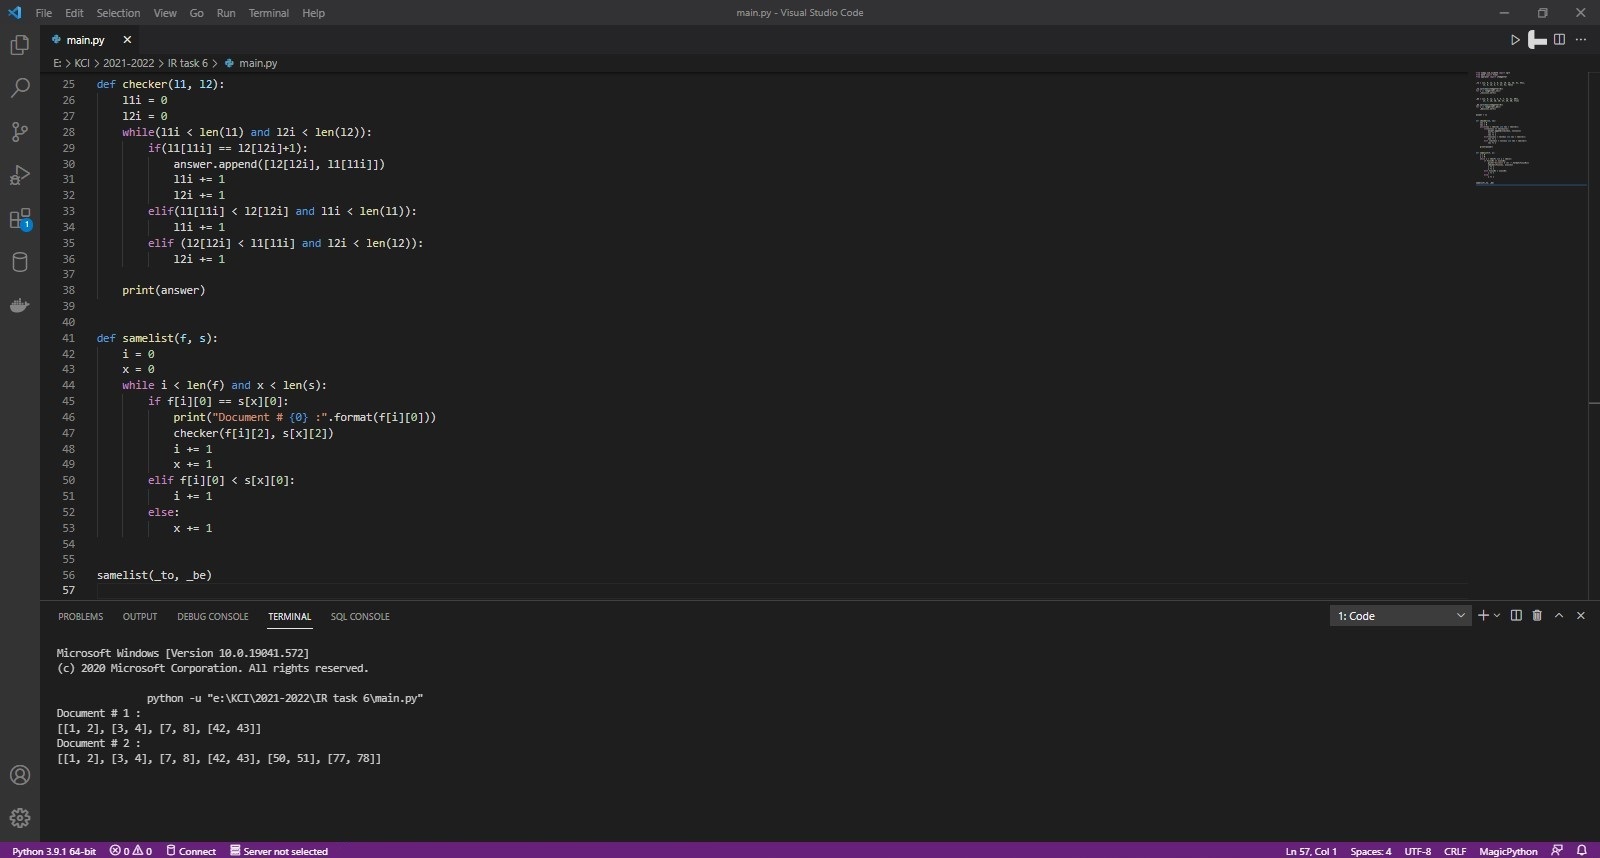 File Edit Selection View Go Run Terminal Help main.py - Visual Studio Code
main.py
E: > KCI > 2021-2022 > IR task 6 > main.py
25 def checker(l1, l2):
26 l1i = 0
27 l2i = 0
28 while(l1i < len(l1) and l2i < len(l2)):
29 if(l1[l1i] == l2[l2i]+1):
30 answer.append([l2[l2i], l1[l1i]])
31 l1i += 1
32 l2i += 1
33 elif(l1[l1i] < l2[l2i] and l1i < len(l1)):
34 l1i += 1
35 elif (l2[l2i] < l1[l1i] and l2i < len(l2)):
36 l2i += 1
37
38 print(answer)
39
40
41 def samelist(f, s):
42 i = 0
43 x = 0
44 while i < len(f) and x < len(s):
45 if f[i][0] == s[x][0]:
46 print("Document # {0} :".format(f[i][0]))
47 checker(f[i][2], s[x][2])
48 i += 1
49 x += 1
50 elif f[i][0] < s[x][0]:
51 i += 1
52 else:
53 x += 1
54
55
56 samelist(_to, _be)
57
PROBLEMS OUTPUT DEBUG CONSOLE TERMINAL SQL CONSOLE 1: Code
Microsoft Windows [Version 10.0.19041.572]
(c) 2020 Microsoft Corporation. All rights reserved.
python -u "e:\KCI\2021-2022\IR task 6\main.py"
Document # 1 :
[[1, 2], [3, 4], [7, 8], [42, 43]]
Document # 2 :
[[1, 2], [3, 4], [7, 8], [42, 43], [50, 51], [77, 78]]
1
Python 3.9.1 64-bit 0 0 Connect Server not selected Ln 57, Col 1 Spaces: 4 UTF-8 CRLF MagicPython